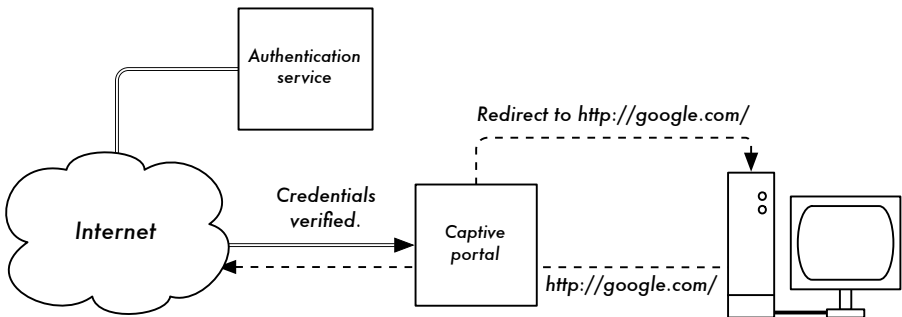 Authentication
service
Redirect to http://google.com/
Credentials
verified.
Internet
Captive
portal
http://google.com/